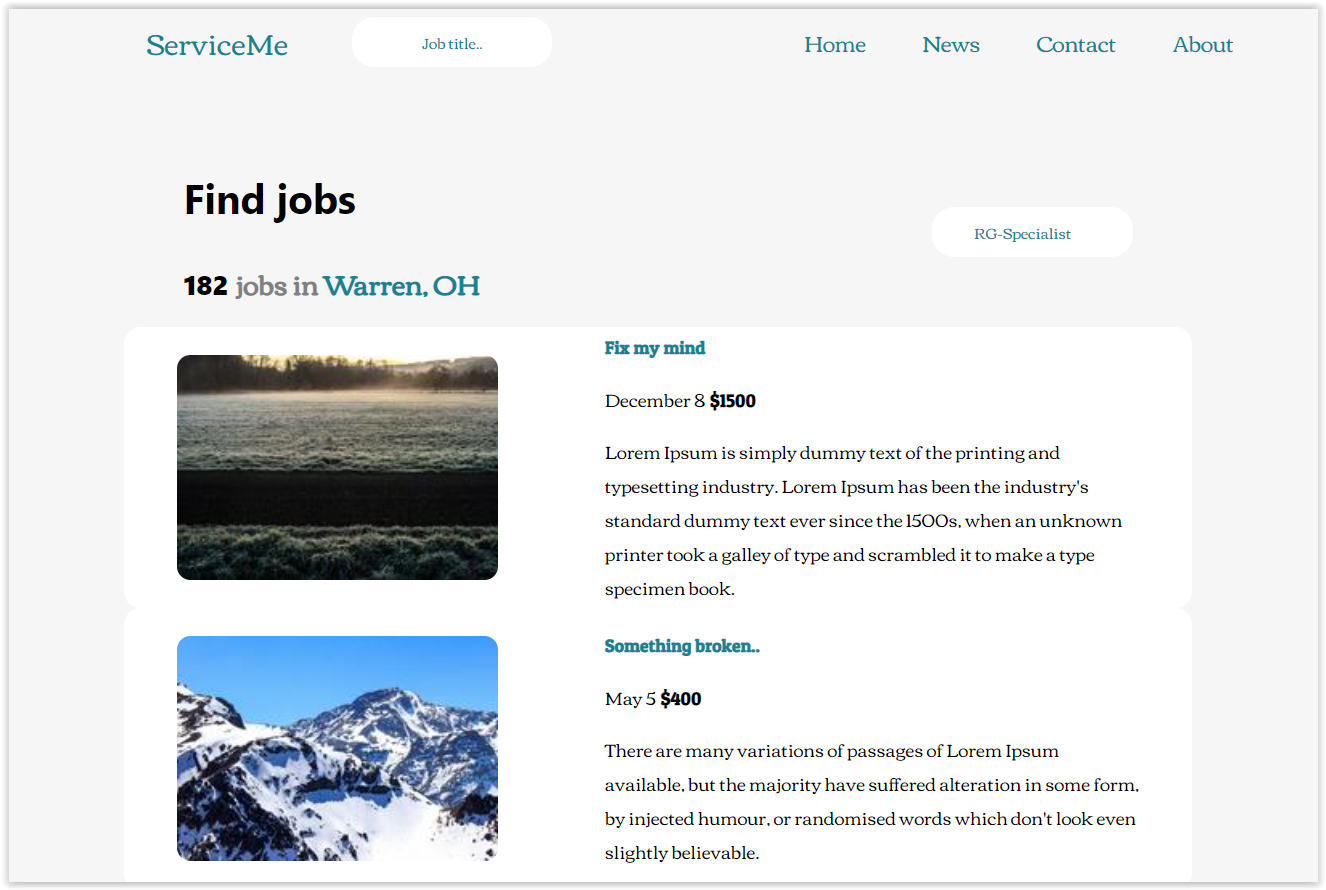 ServiceMe
Job title..
Home
News
Contact
About
Find jobs
RG-Specialist
182 jobs in Warren, OH
Fix my mind
December 8 $1500
Lorem Ipsum is simply dummy text of the printing and
typesetting industry. Lorem Ipsum has been the industry's
standard dummy text ever since the 1500s, when an unknown
printer took a galley of type and scrambled it to make a type
specimen book.
Something broken..
May 5 $400
There are many variations of passages of Lorem Ipsum
available, but the majority have suffered alteration in some form,
by injected humour, or randomised words which don't look even
slightly believable.